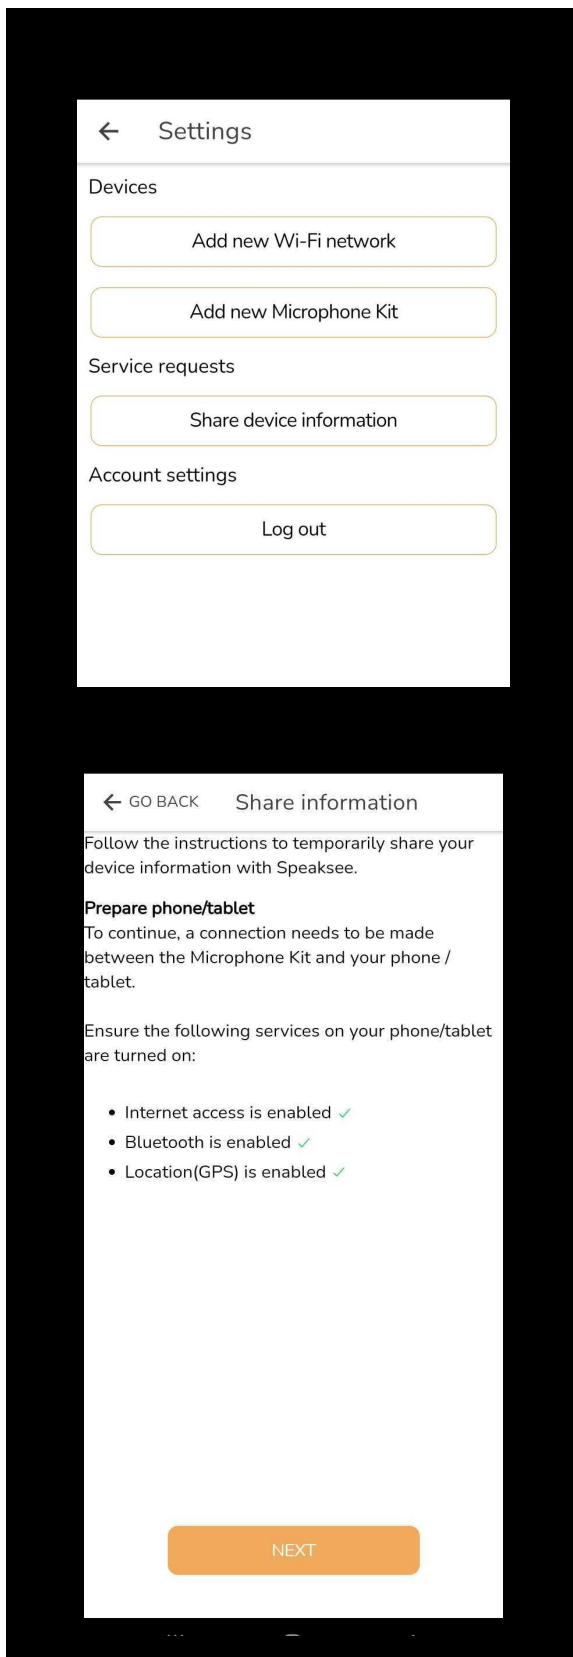 Settings
Devices
Add new Wi-Fi network
Add new Microphone Kit
Service requests
Share device information
Account settings
Log out
GO BACK Share information
Follow the instructions to temporarily share your
device information with Speaksee.
Prepare phone/tablet
To continue, a connection needs to be made
between the Microphone Kit and your phone /
tablet.
Ensure the following services on your phone/tablet
are turned on:
• Internet access is enabled ✓
• Bluetooth is enabled ✓
• Location(GPS) is enabled ✓
NEXT